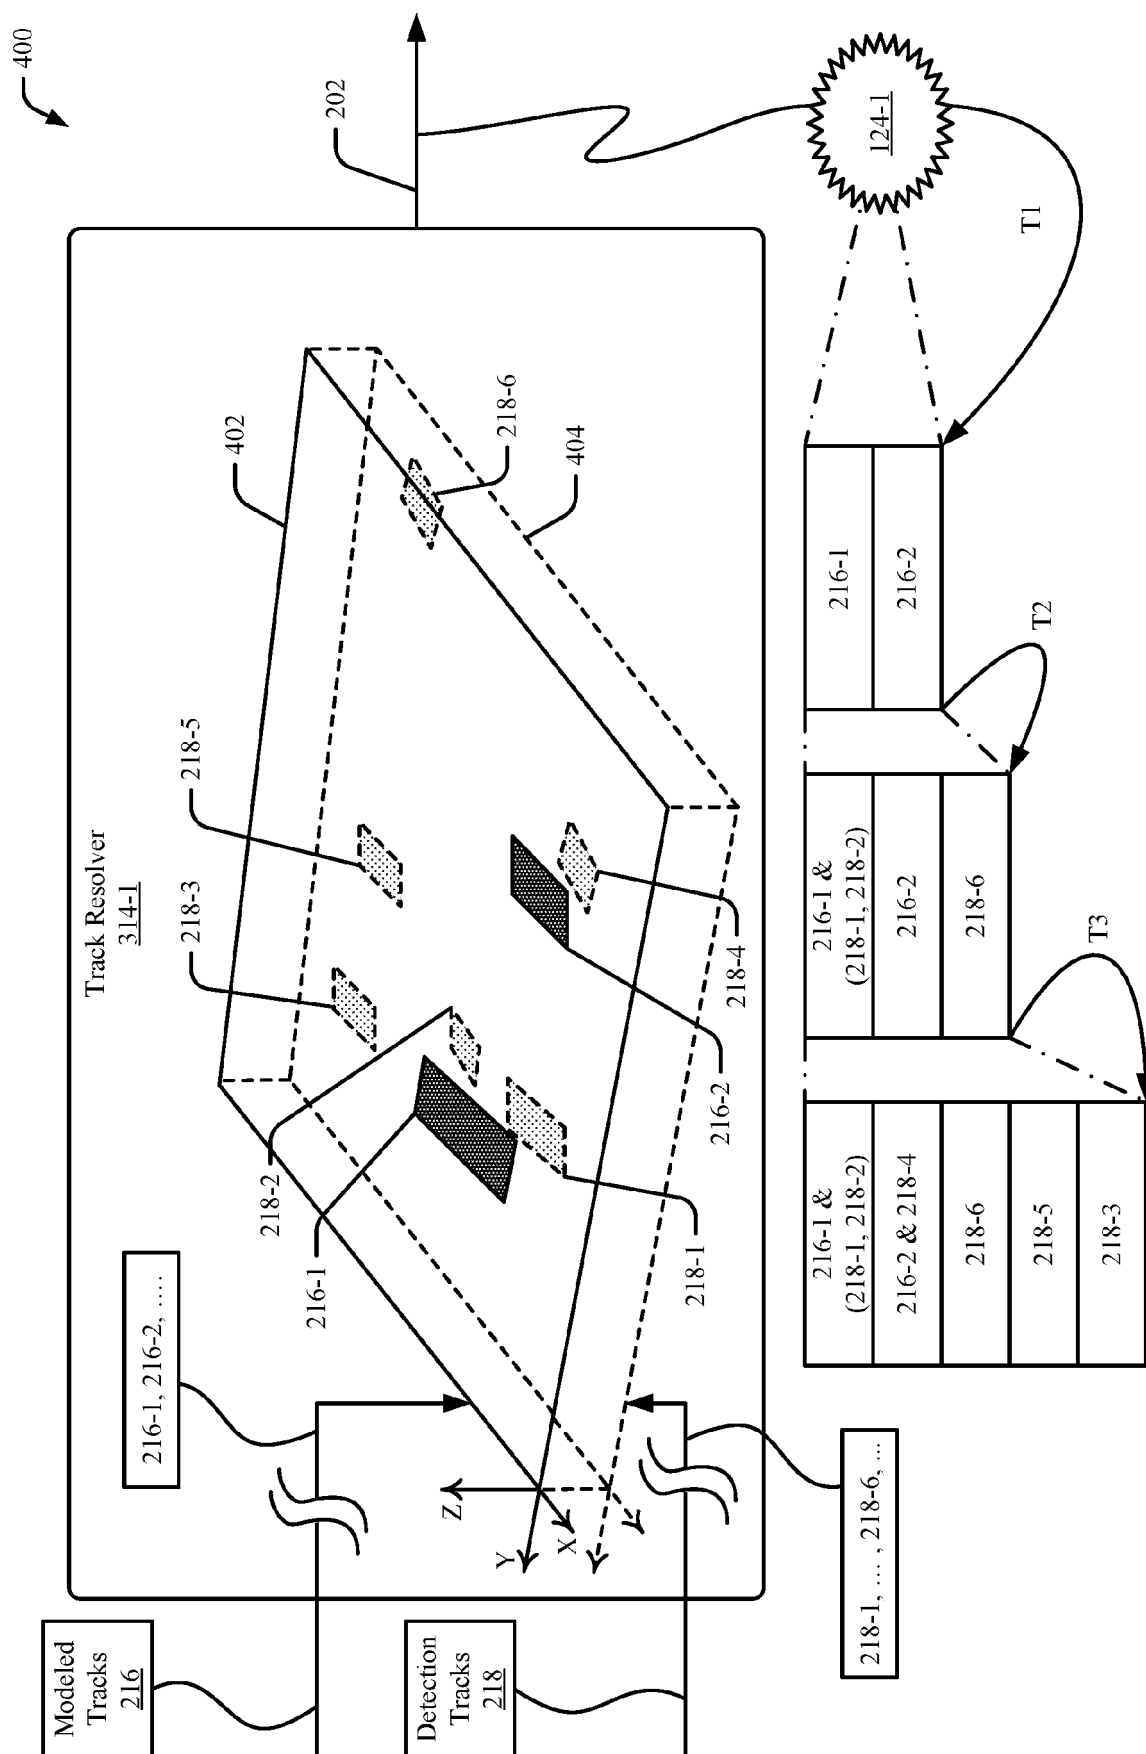 400
Track Resolver
314-1
202
402
218-5
218-3
218-6
404
218-2
216-1
218-4
216-2
218-1
216-1, 216-2, ….
Z
Y
X
Modeled
Tracks
216
Detection
Tracks
218
218-1, … , 218-6, ...
124-1
T1
216-1
216-2
T2
216-1 &
(218-1, 218-2)
216-2
218-6
T3
216-1 &
(218-1, 218-2)
216-2 & 218-4
218-6
218-5
218-3